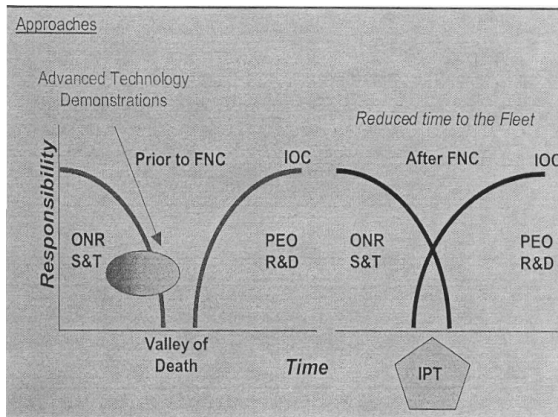 Approaches
Advanced Technology
Demonstrations
Reduced time to the Fleet
Prior to FNC
IOC
After FNC
IOC
Responsibility
ONR
S&T
PEO
R&D
ONR
S&T
PEO
R&D
Valley of
Death
Time
IPT